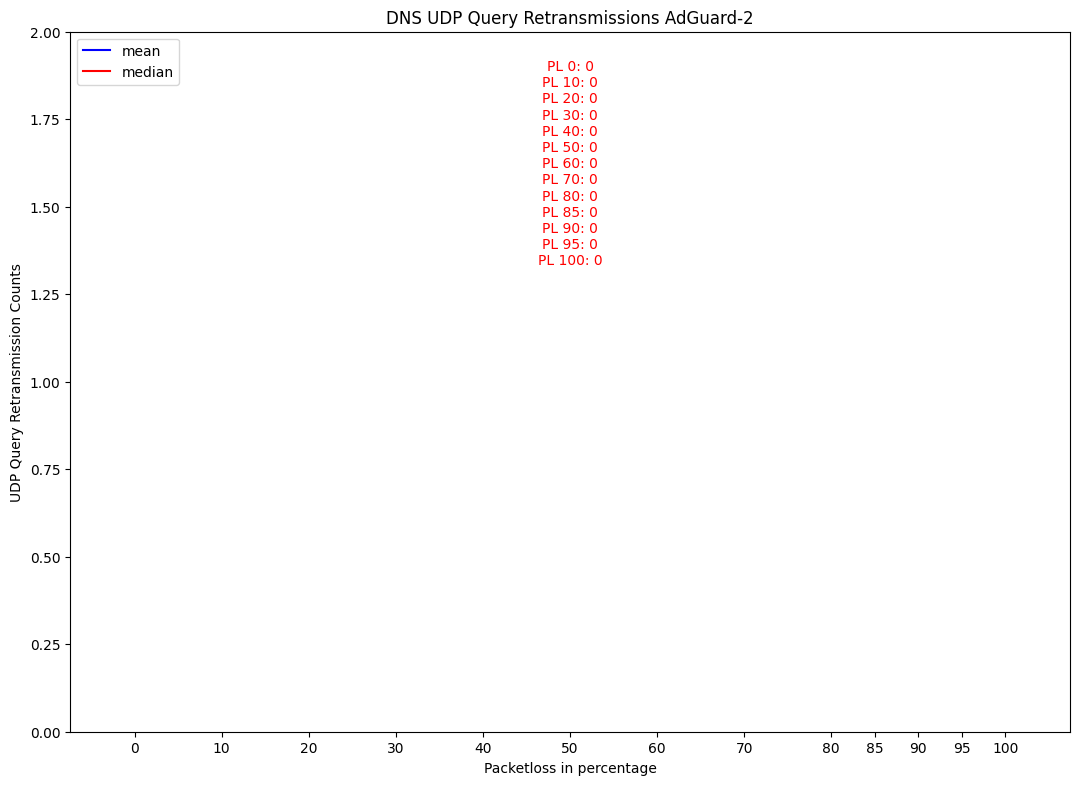 DNS UDP Query Retransmissions AdGuard-2
2.00
1.75
1.50
1.25
1.00
0.75
0.50
0.25
0.00
UDP Query Retransmission Counts
mean
median
PL 0: 0
PL 10: 0
PL 20: 0
PL 30: 0
PL 40: 0
PL 50: 0
PL 60: 0
PL 70: 0
PL 80: 0
PL 85: 0
PL 90: 0
PL 95: 0
PL 100: 0
0 10 20 30 40 50 60 70 80 85 90 95 100
Packetloss in percentage